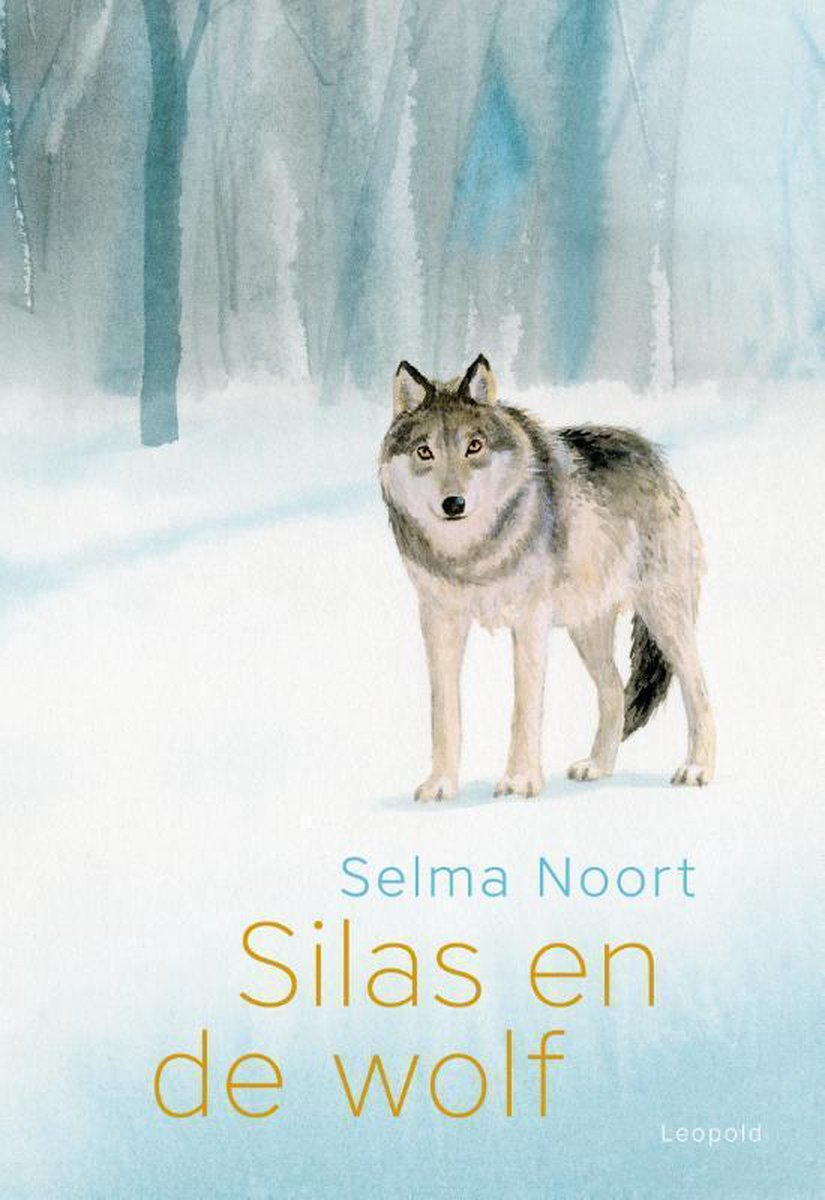 Selma Noort
Silas en
de wolf
Leopold